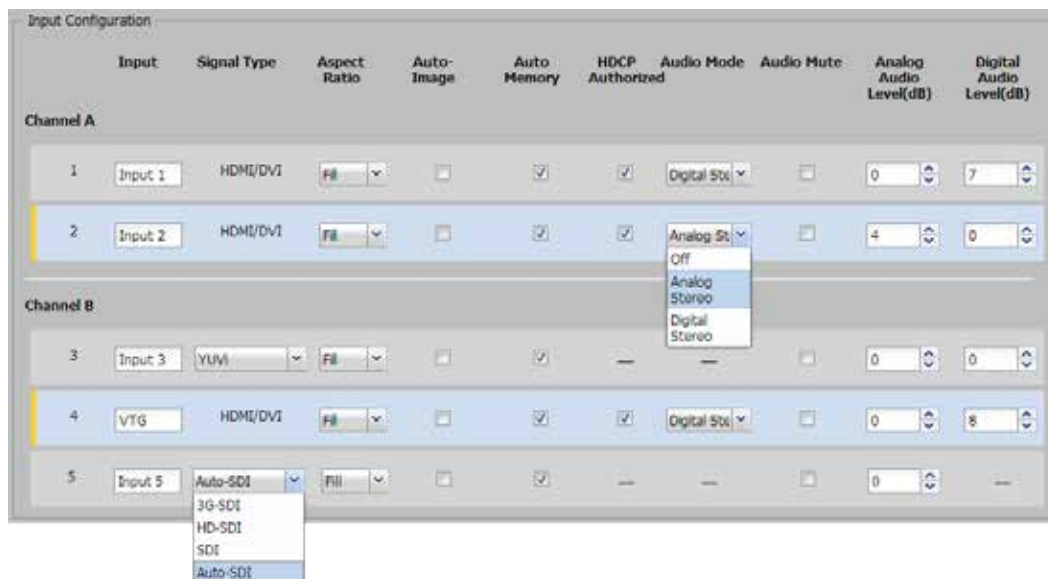 Input Configuration
Input Signal Type Aspect Ratio Auto-Image Auto Memory HDCP Authorized Audio Mode Audio Mute Analog Audio Level(dB) Digital Audio Level(dB)
Channel A
1 Input 1 HDMI/DVI Fill Digital Ste 0 7
2 Input 2 HDMI/DVI Fill Analog St 4 0
Off
Analog Stereo
Digital Stereo
Channel B
3 Input 3 YUVi Fill --- --- 0 0
4 VTG HDMI/DVI Fill Digital Ste 0 8
5 Input 5 Auto-SDI Fill --- --- 0 ---
3G-SDI
HD-SDI
SDI
Auto-SDI